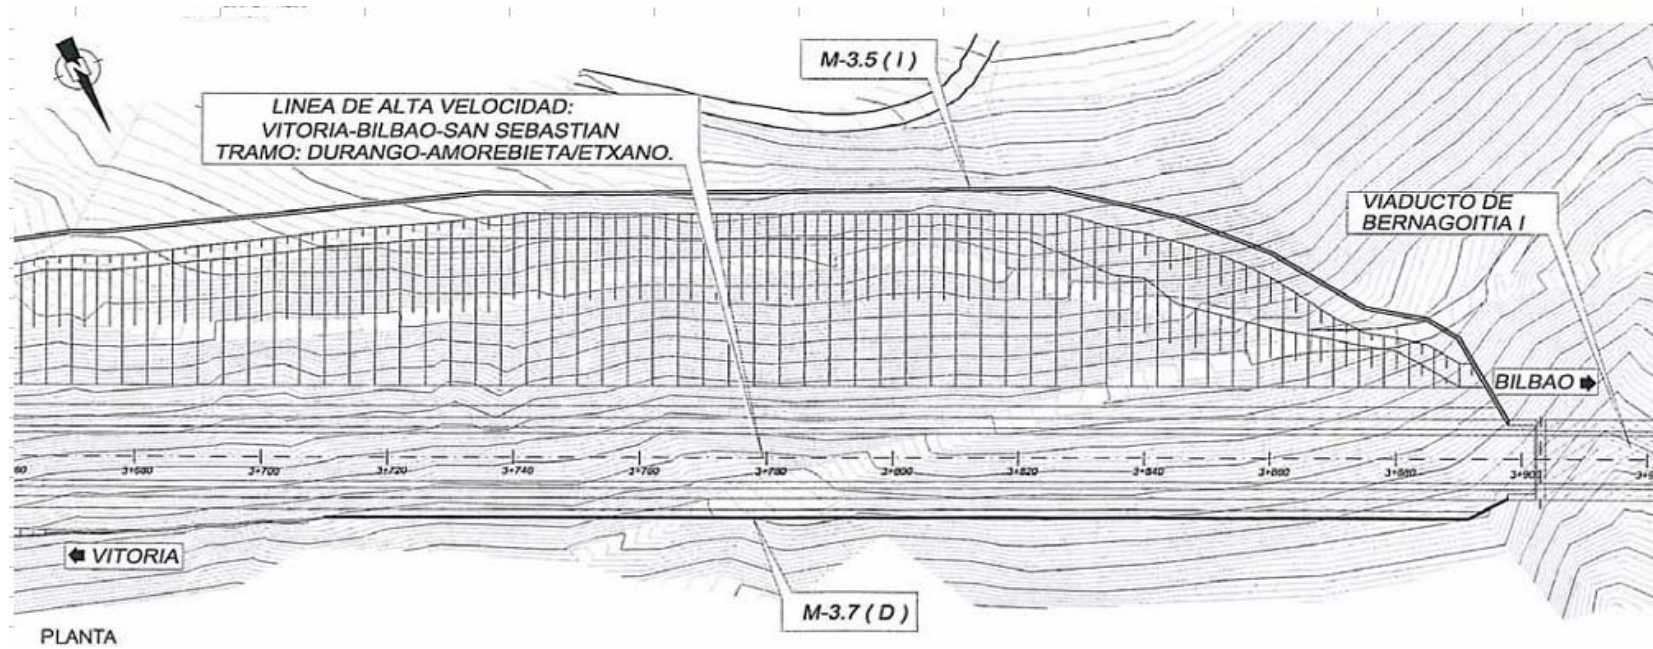 M-3.5 ( I )
LINEA DE ALTA VELOCIDAD:
VITORIA-BILBAO-SAN SEBASTIAN
TRAMO: DURANGO-AMOREBIETA/ETXANO.
N
VIADUCTO DE
BERNAGOITIA I
BILBAO
60 3+680 3+700 3+720 3+740 3+760 3+780 3+800 3+820 3+840 3+860 3+880 3+900
VITORIA
M-3.7 ( D )
PLANTA